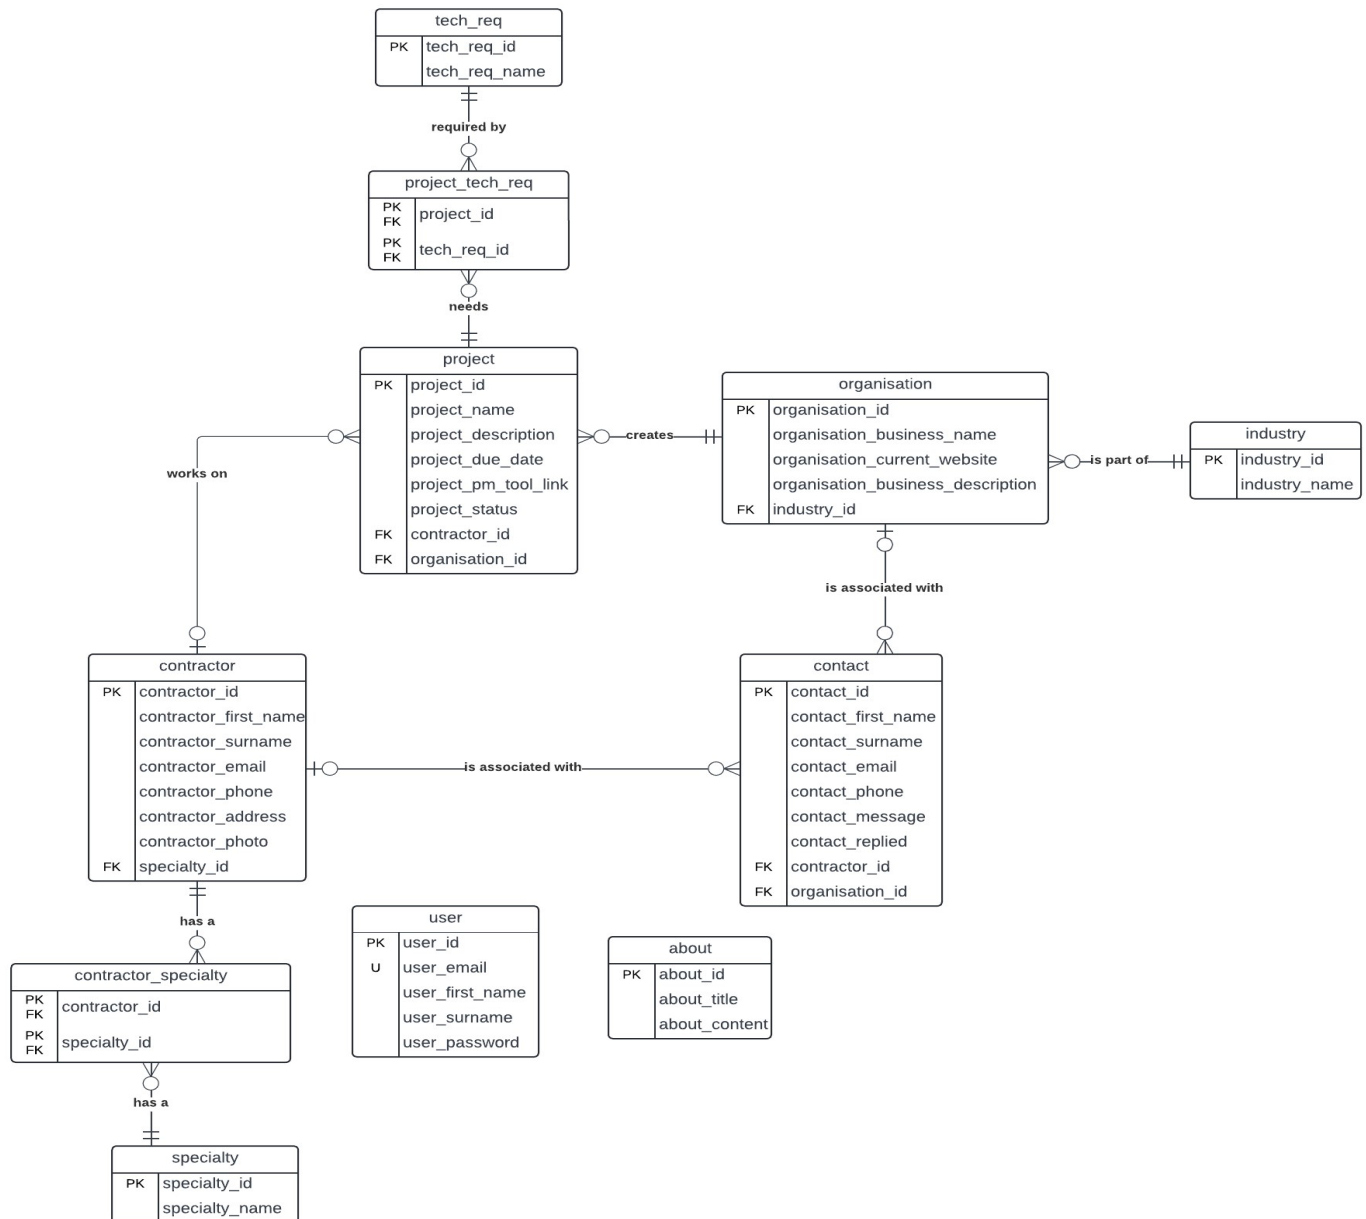 tech_req
PK tech_req_id
tech_req_name
required by
project_tech_req
PK
FK project_id
PK
FK tech_req_id
needs
project
PK project_id
project_name
project_description
project_due_date
project_pm_tool_link
project_status
FK contractor_id
FK organisation_id
creates
organisation
PK organisation_id
organisation_business_name
organisation_current_website
organisation_business_description
FK industry_id
is part of
industry
PK industry_id
industry_name
works on
is associated with
contractor
PK contractor_id
contractor_first_name
contractor_surname
contractor_email
contractor_phone
contractor_address
contractor_photo
FK specialty_id
is associated with
contact
PK contact_id
contact_first_name
contact_surname
contact_email
contact_phone
contact_message
contact_replied
FK contractor_id
FK organisation_id
has a
contractor_specialty
PK
FK contractor_id
PK
FK specialty_id
has a
specialty
PK specialty_id
specialty_name
user
PK user_id
U user_email
user_first_name
user_surname
user_password
about
PK about_id
about_title
about_content